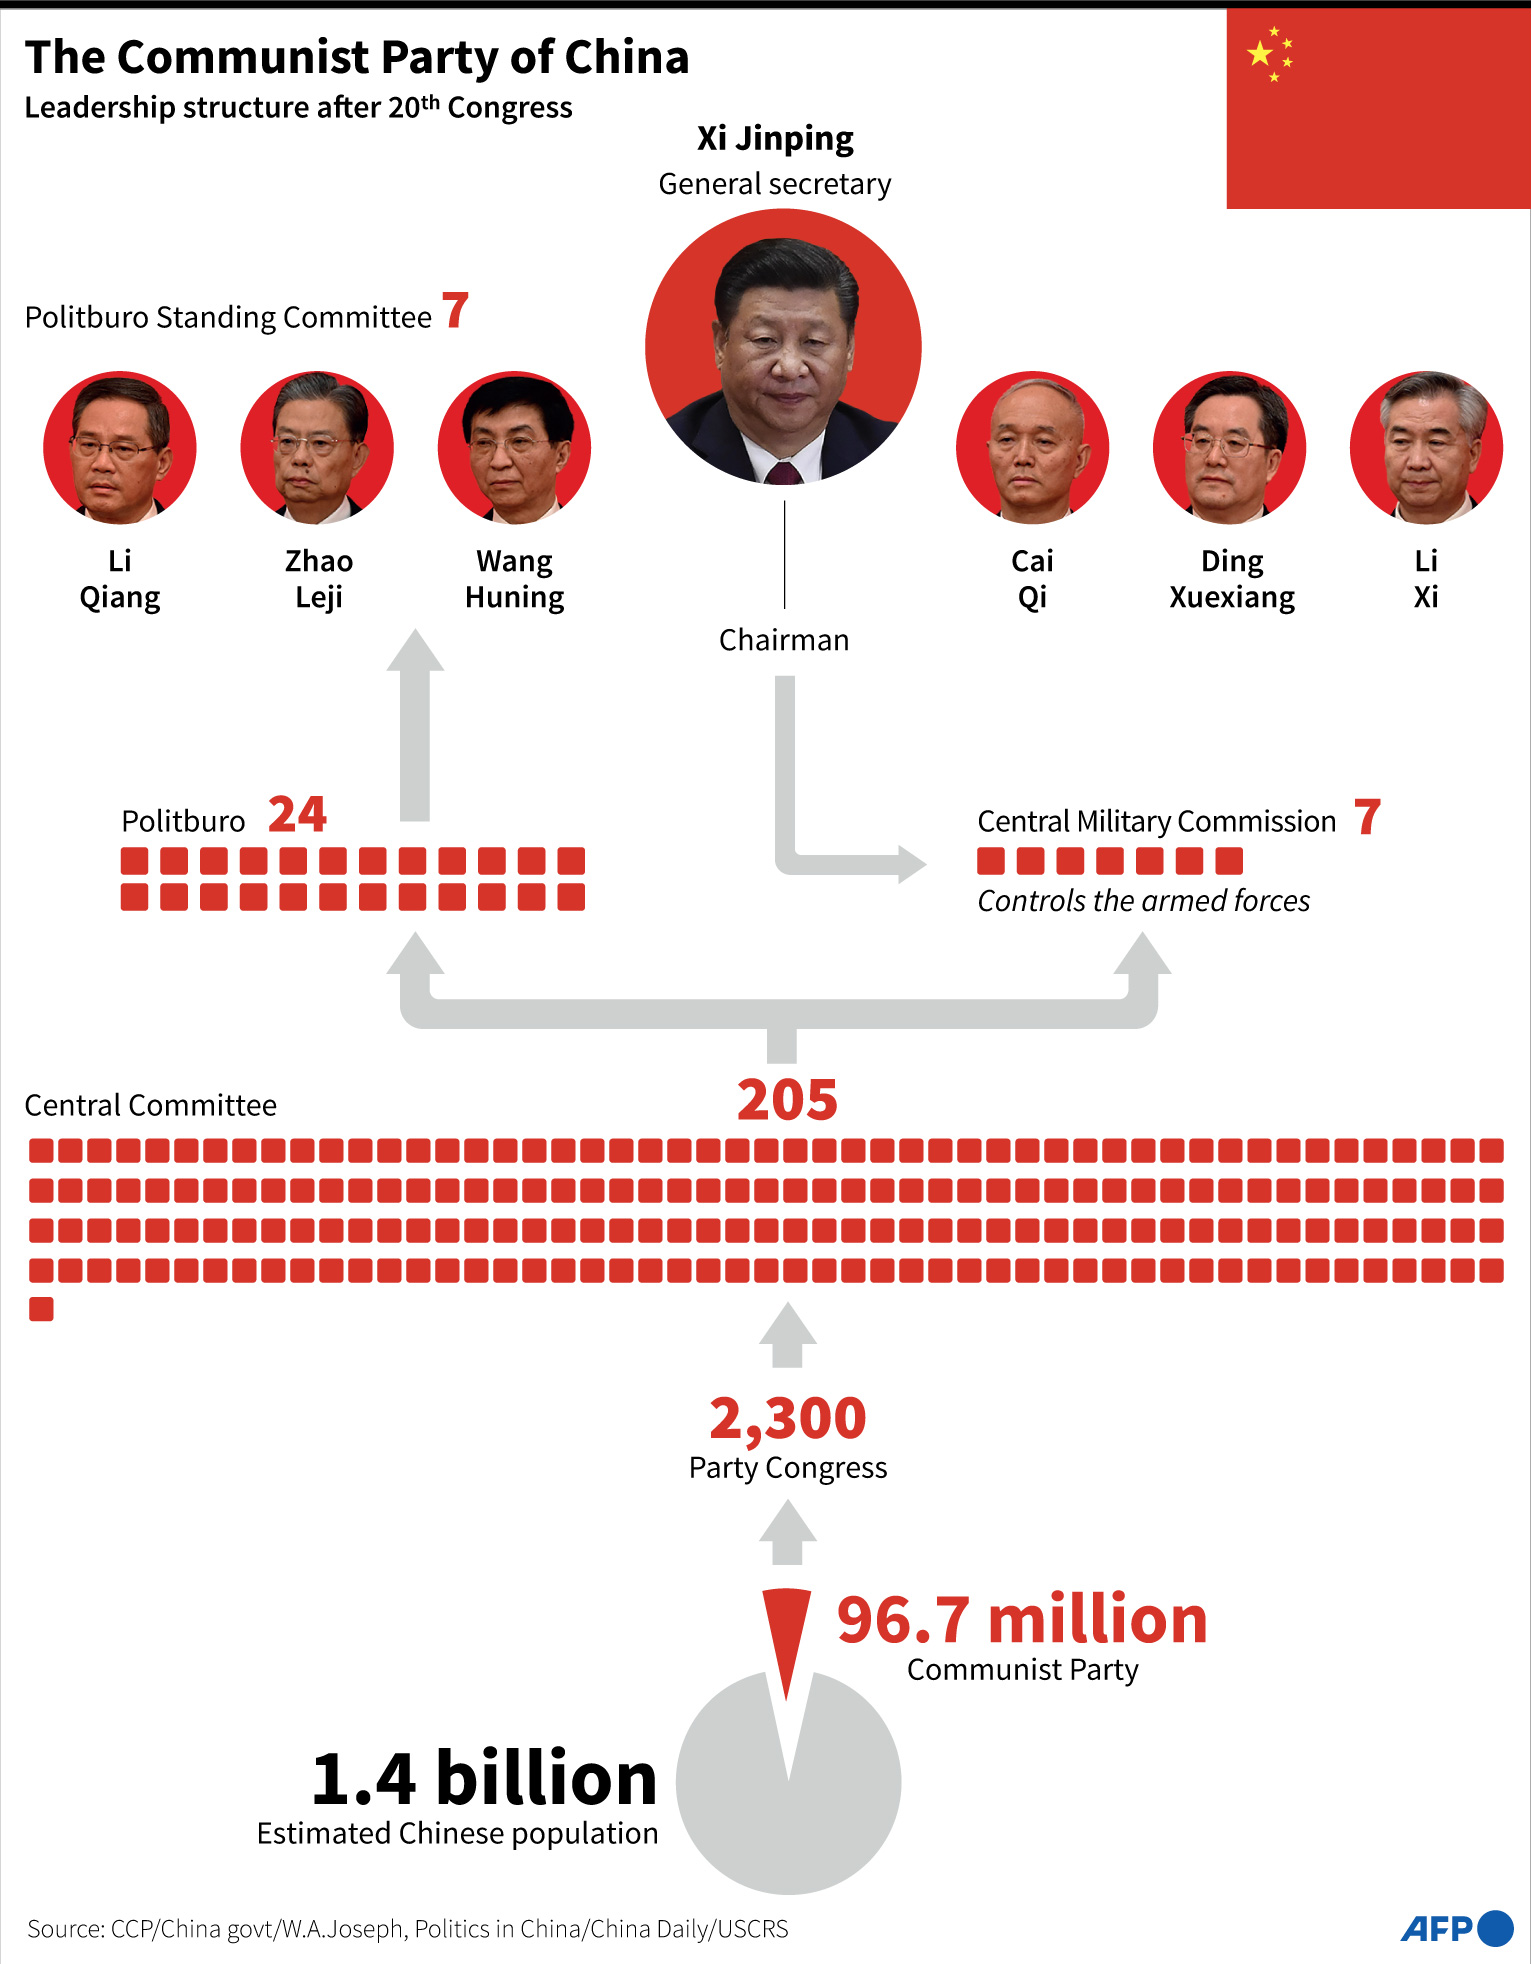 The Communist Party of China
Leadership structure after 20th Congress
Xi Jinping
General secretary
Politburo Standing Committee 7
Li
Qiang
Zhao
Leji
Wang
Huning
Cai
Qi
Ding
Xuexiang
Li
Xi
Chairman
Politburo 24
Central Military Commission 7
Controls the armed forces
Central Committee
205
2,300
Party Congress
96.7 million
Communist Party
1.4 billion
Estimated Chinese population
Source: CCP/China govt/W.A.Joseph, Politics in China/China Daily/USCRS
AFP